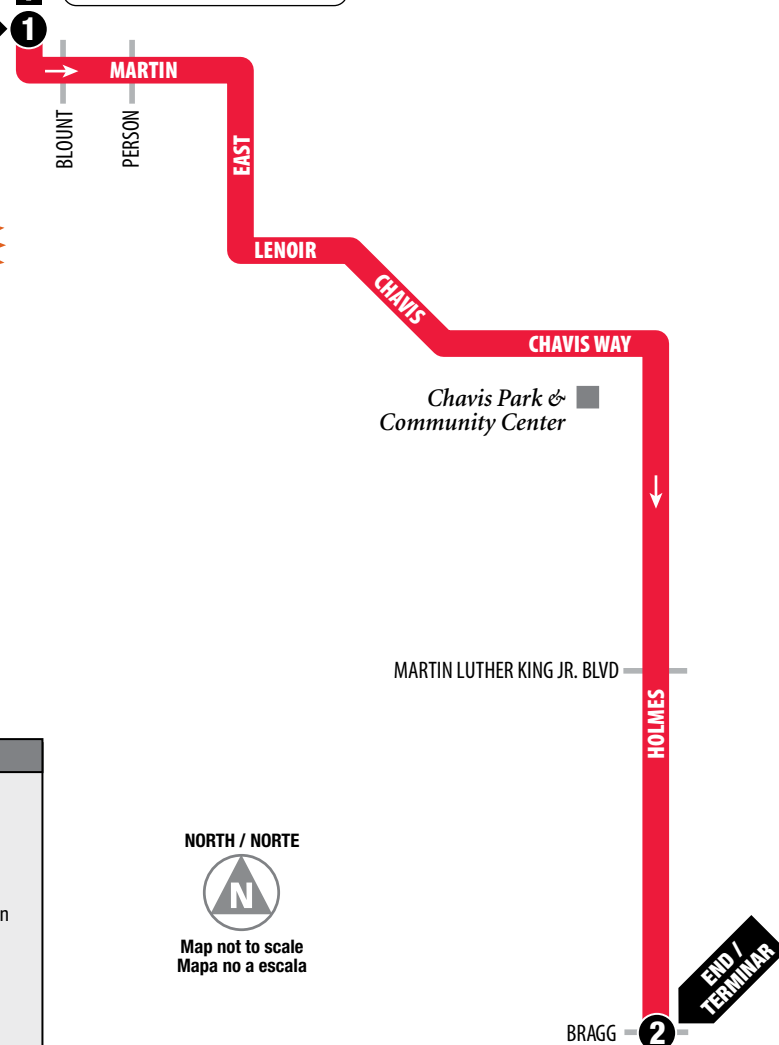 1
MARTIN
BLOUNT
PERSON
EAST
LENOIR
CHAVIS
CHAVIS WAY
Chavis Park &
Community Center
MARTIN LUTHER KING JR. BLVD
HOLMES
NORTH / NORTE
N
Map not to scale
Mapa no a escala
END /
TERMINAR
BRAGG
2